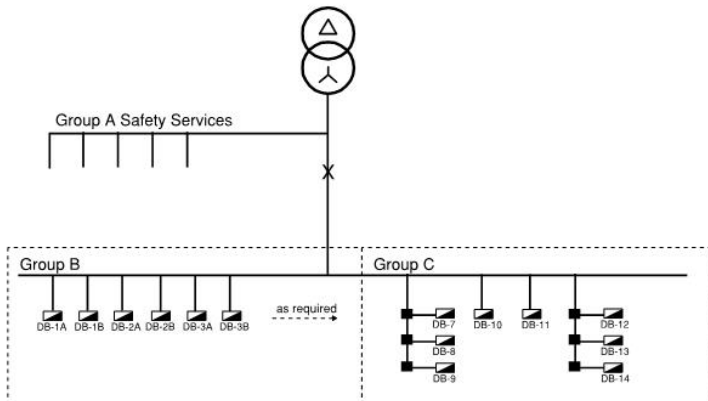 Group A Safety Services
X
Group B
Group C
DB-1A DB-1B DB-2A DB-2B DB-3A DB-3B
as required
DB-7
DB-8
DB-9
DB-10
DB-11
DB-12
DB-13
DB-14